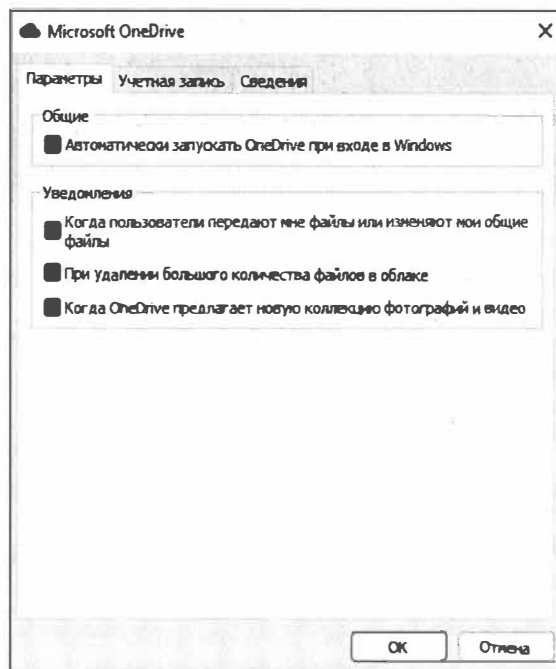 Microsoft OneDrive
Параметры Учетная запись Сведения
Общие
Автоматически запускать OneDrive при входе в Windows
Уведомления
Когда пользователи передают мне файлы или изменяют мои общие
файлы
При удалении большого количества файлов в облаке
Когда OneDrive предлагает новую коллекцию фотографий и видео
ОК Отмена